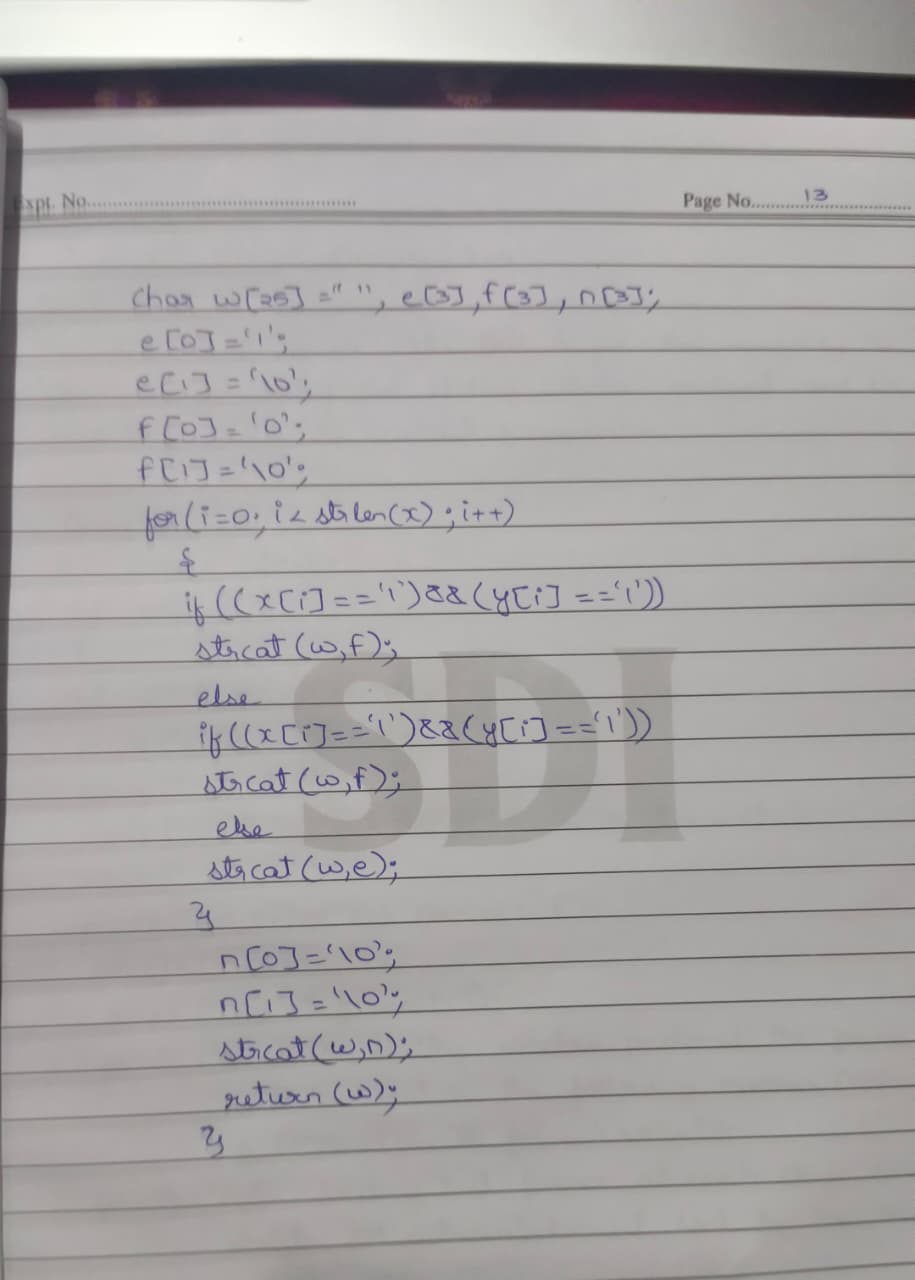 Expt. No.
Page No. 13
char w[25] =" ", e[3], f[3], n[3];
e[0] ='1';
e[1] = '\0';
f[0] = '0';
f[1] = '\0';
for(i=0; i< strlen(x) ; i++)
{
if ((x[i]=='1')&&(y[i] =='1'))
strcat (w,f);
else
if((x[i]=='1')&&(y[i]=='1'))
strcat (w,f);
else
strcat (w,e);
}
n[0]='\0';
n[1] = '\0';
strcat(w,n);
return (w);
}
SDI